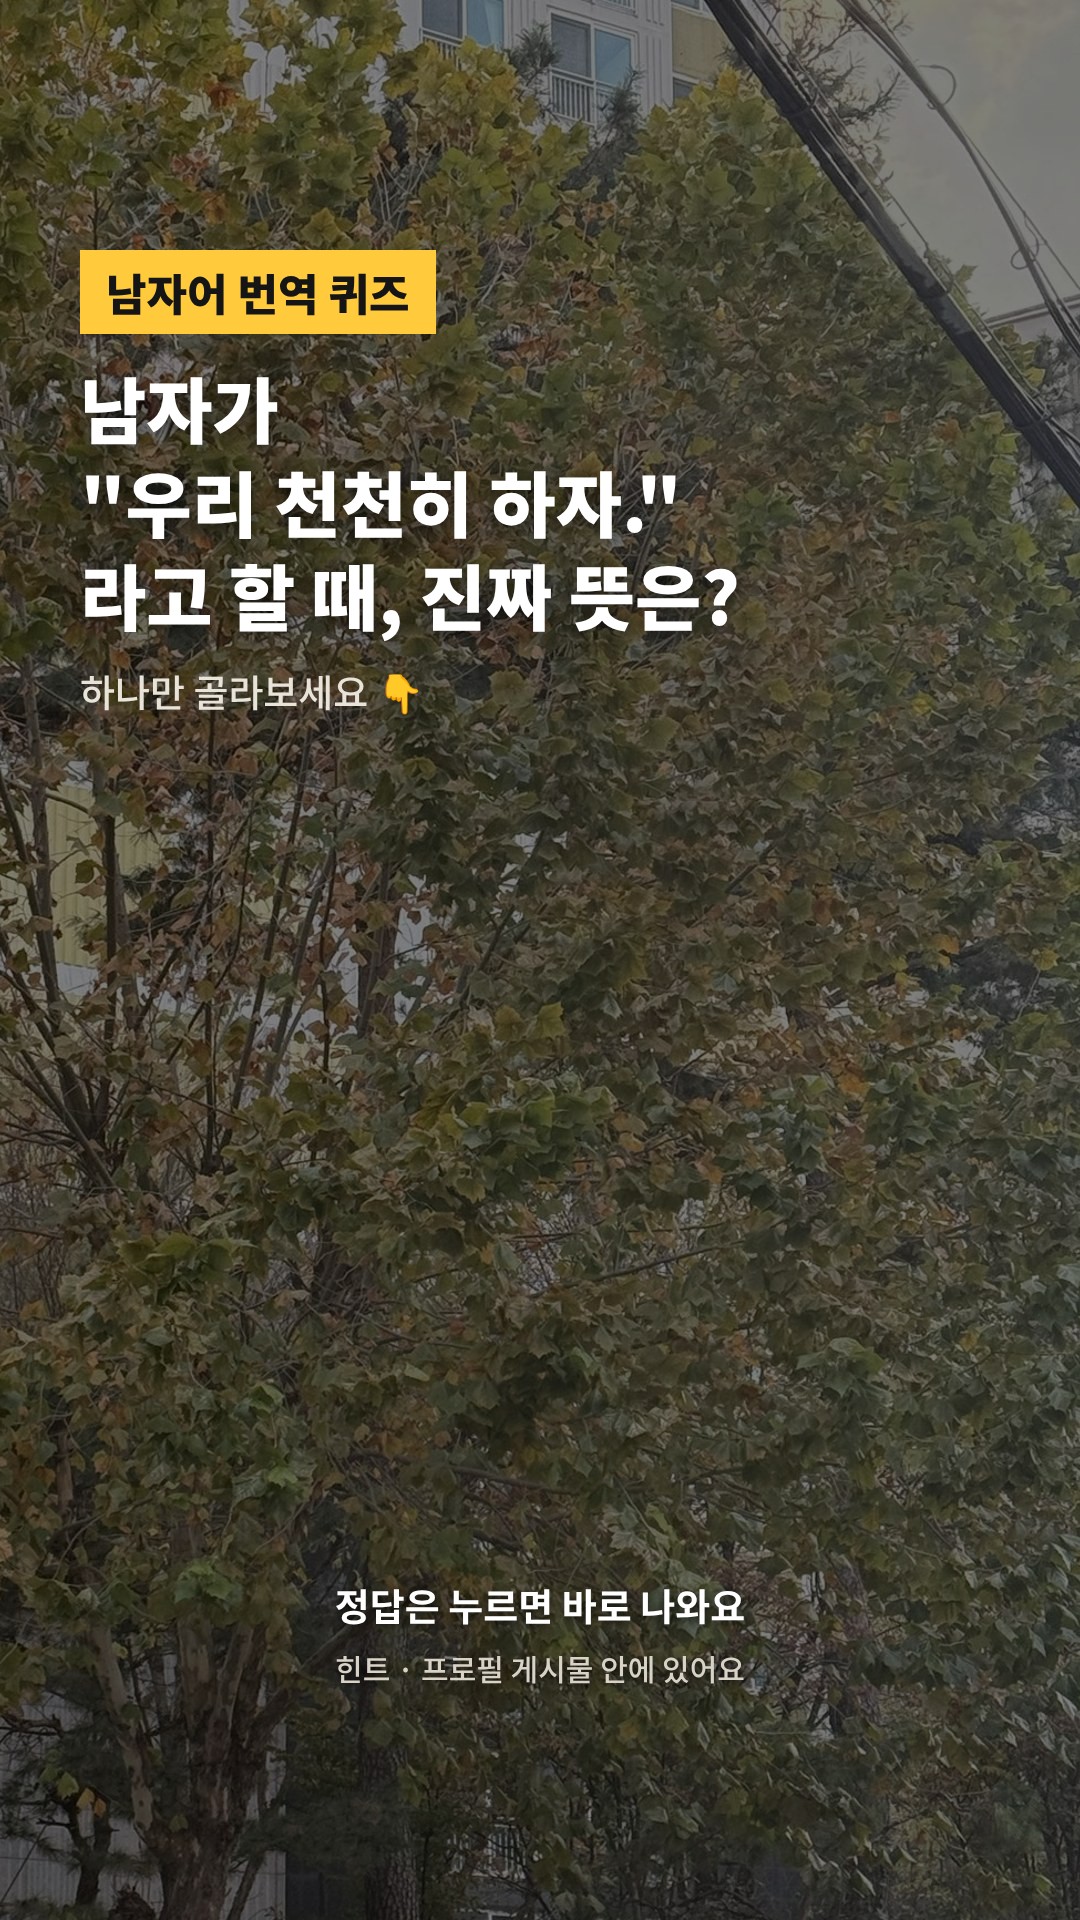 남자어 번역 퀴즈
남자가
"우리 천천히 하자."
라고 할 때, 진짜 뜻은?
하나만 골라보세요 👇
정답은 누르면 바로 나와요
힌트 · 프로필 게시물 안에 있어요